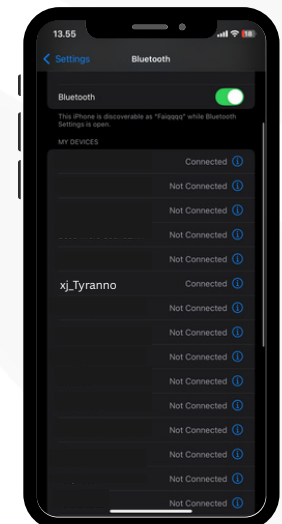 13.55
18
Settings
Bluetooth
Bluetooth
This iPhone is discoverable as "Faiqqqq" while Bluetooth
Settings is open.
MY DEVICES
Connected
Not Connected
Not Connected
Not Connected
Not Connected
xj_Tyranno Connected
Not Connected
Not Connected
Not Connected
Not Connected
Not Connected
Not Connected
Not Connected
Not Connected
Not Connected